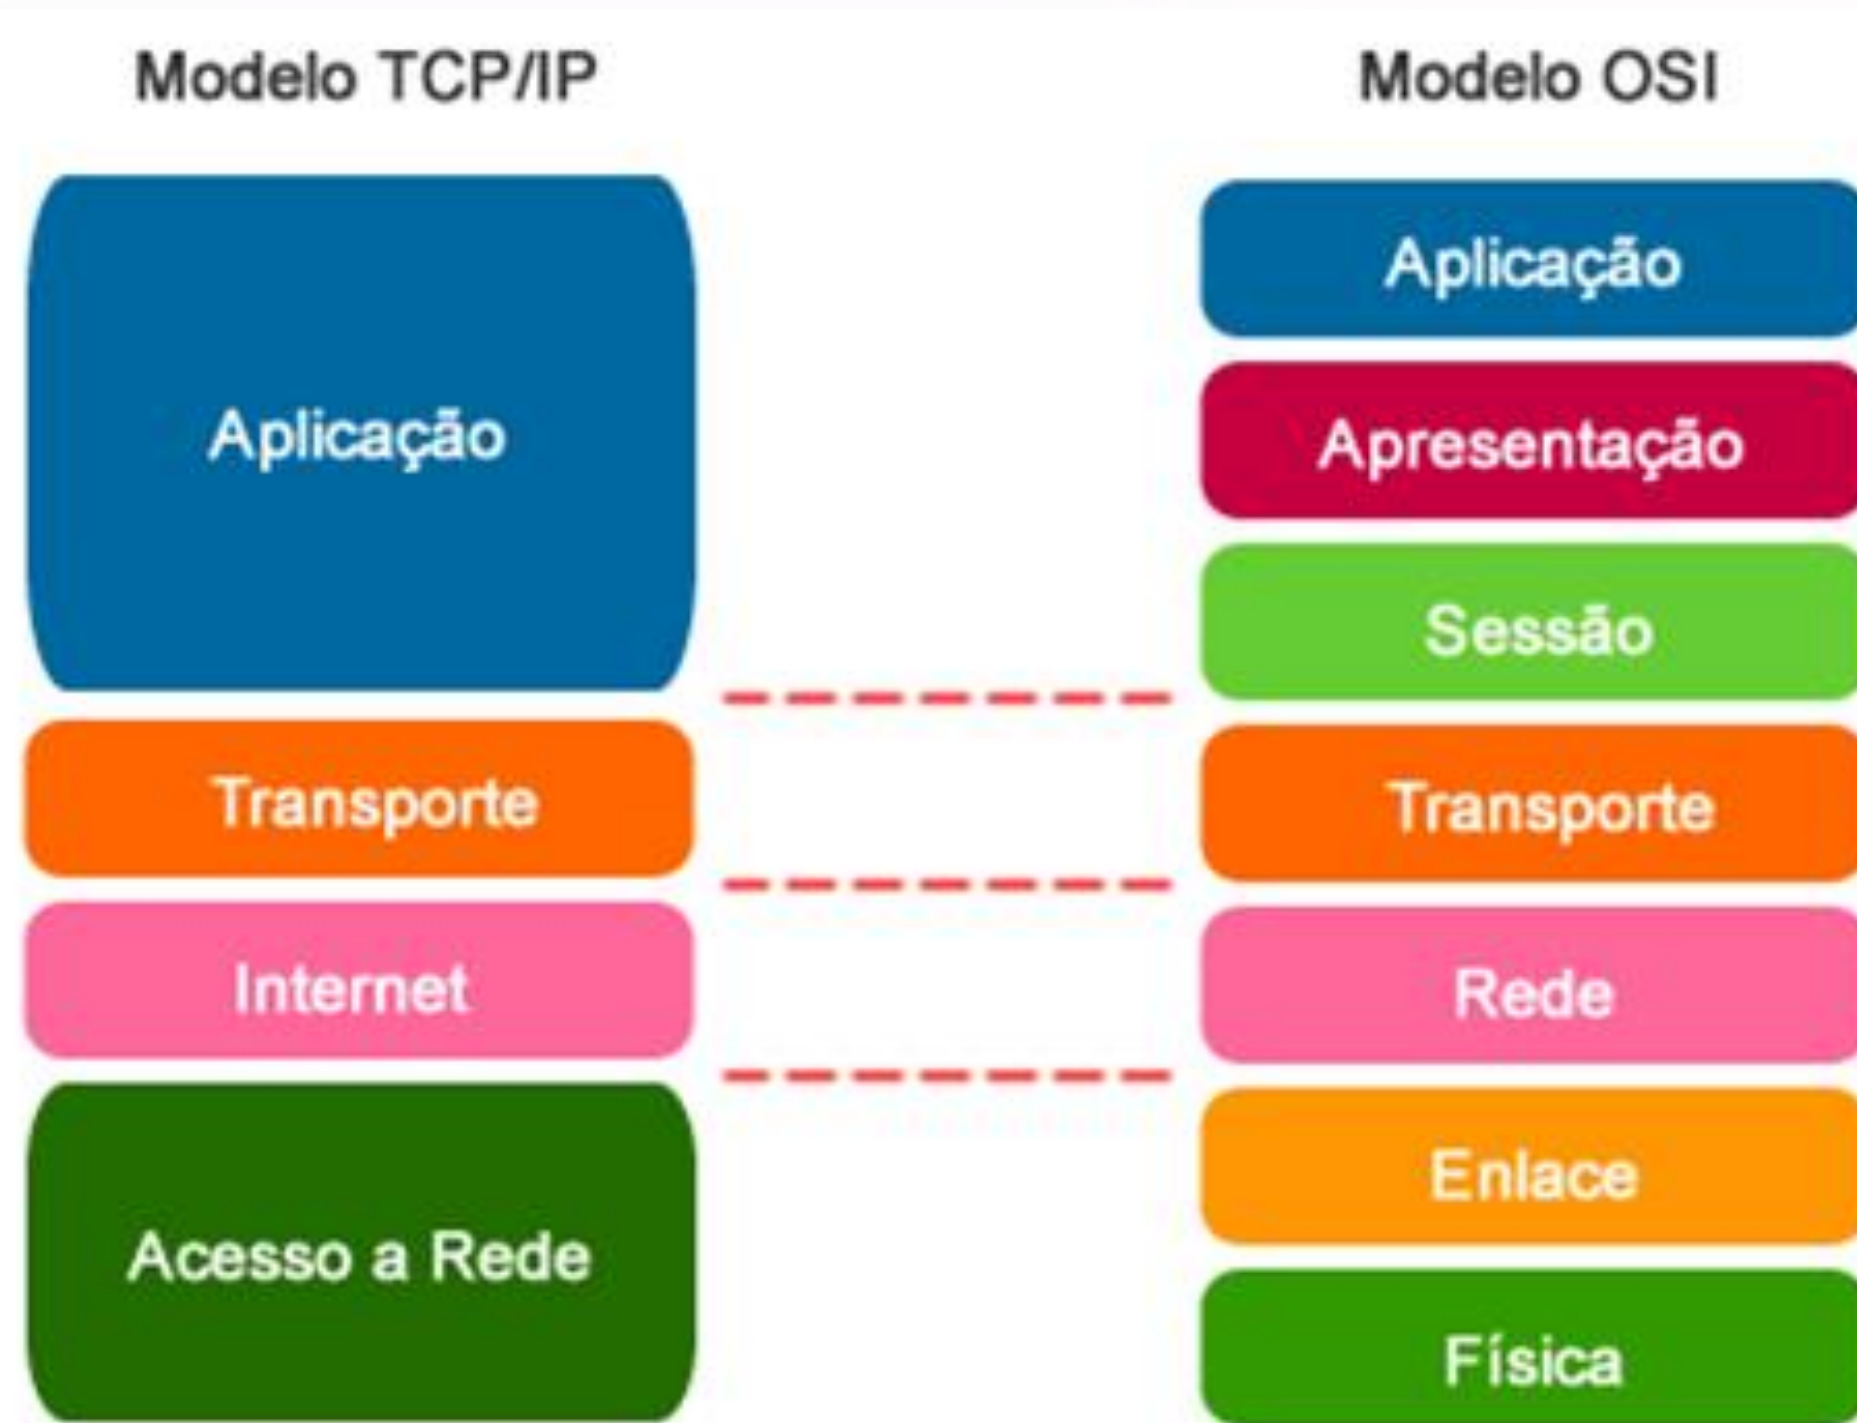 Modelo TCP/IP
Aplicação
Transporte
Internet
Acesso a Rede
Modelo OSI
Aplicação
Apresentação
Sessão
Transporte
Rede
Enlace
Física